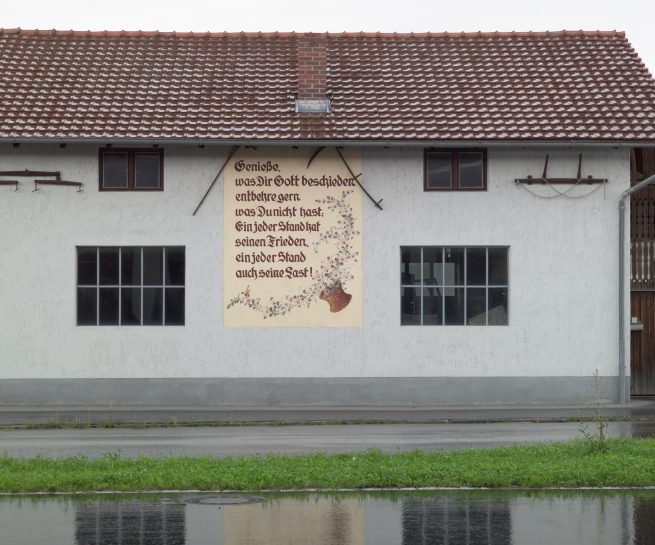 Genieße,
was Dir Gott beschieden,
entbehre gern
was Du nicht hast.
Ein jeder Stand hat
seinen Frieden,
ein jeder Stand
auch seine Last!